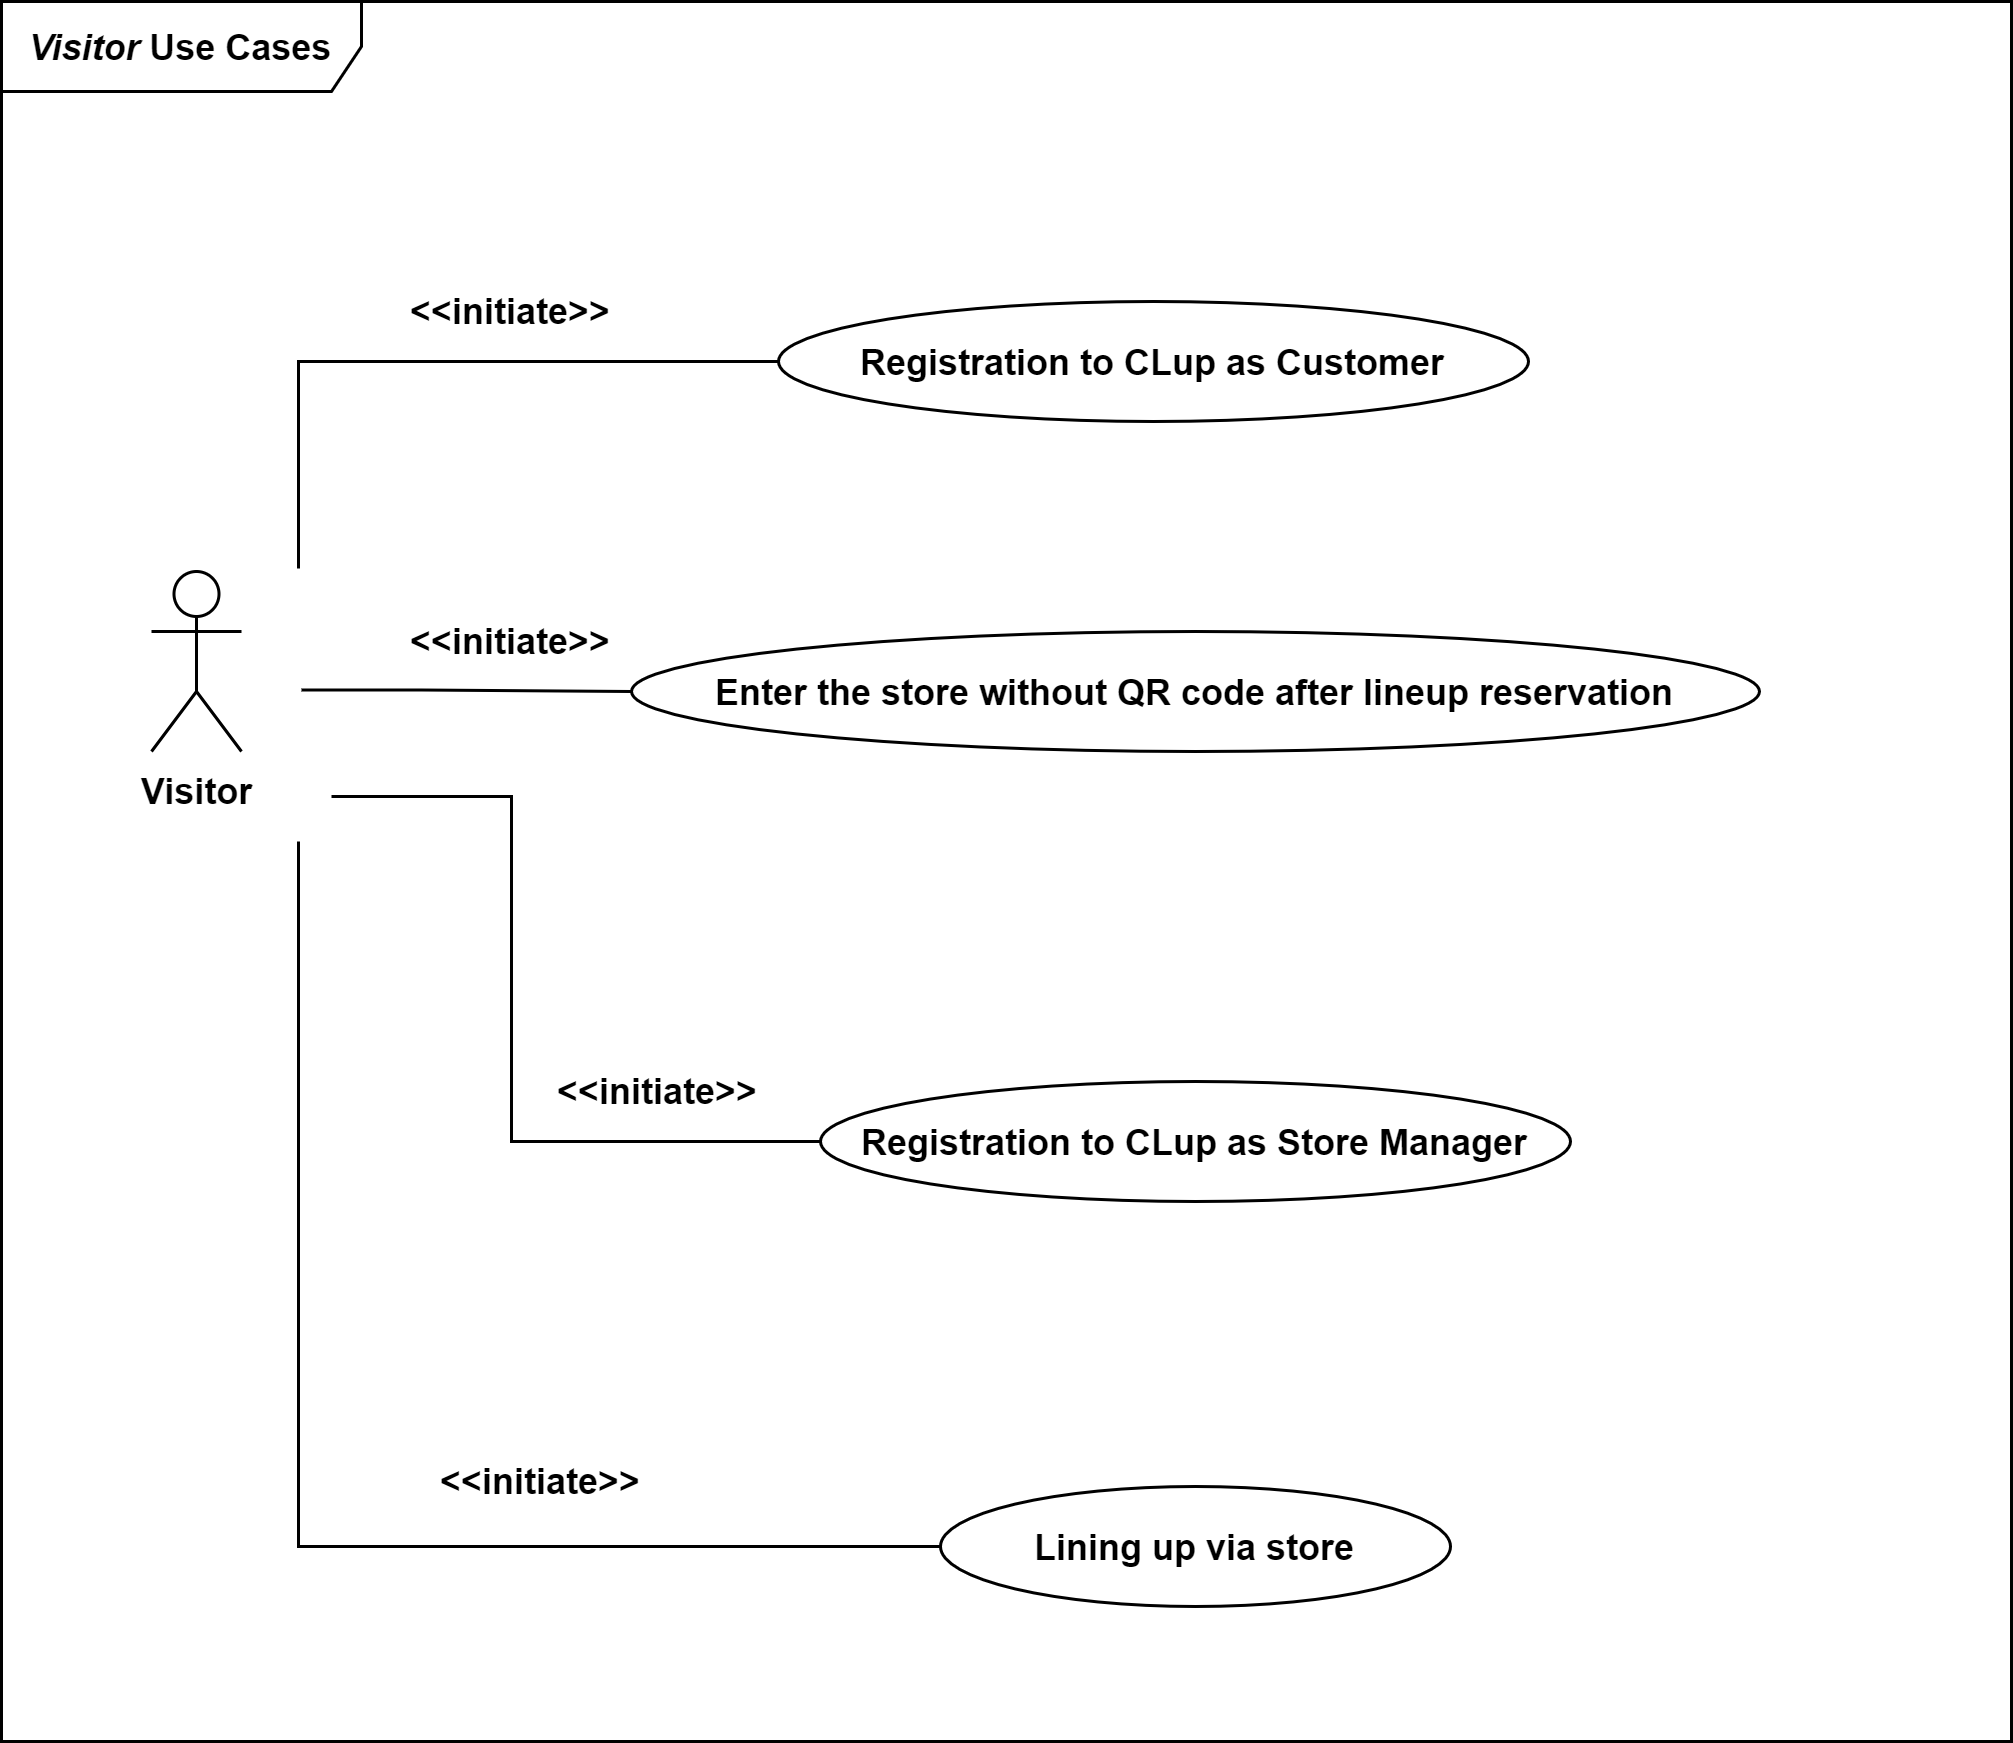 Visitor Use Cases
<<initiate>>
Registration to CLup as Customer
<<initiate>>
Enter the store without QR code after lineup reservation
Visitor
<<initiate>>
Registration to CLup as Store Manager
<<initiate>>
Lining up via store